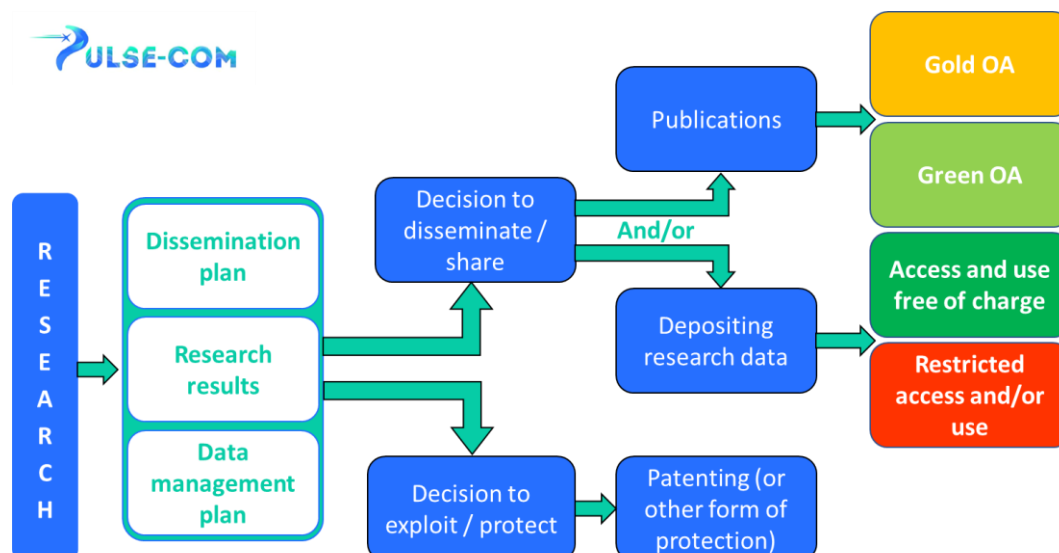 PULSE-COM
RESEARCH
Dissemination
plan
Research
results
Data
management
plan
Decision to
disseminate /
share
And/or
Decision to
exploit / protect
Publications
Depositing
research data
Patenting (or
other form of
protection)
Gold OA
Green OA
Access and use
free of charge
Restricted
access and/or
use